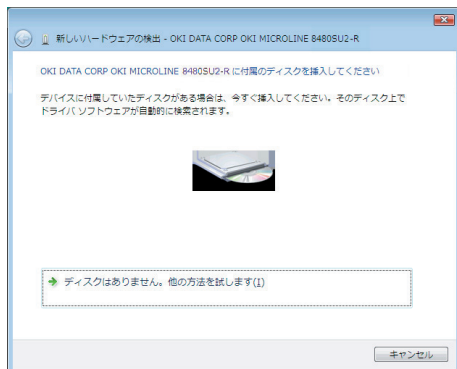 新しいハードウェアの検出 - OKI DATA CORP OKI MICROLINE 8480SU2-R
OKI DATA CORP OKI MICROLINE 8480SU2-R に付属のディスクを挿入してください
デバイスに付属していたディスクがある場合は、今すぐ挿入してください。そのディスク上で
ドライバ ソフトウェアが自動的に検索されます。
ディスクはありません。他の方法を試します(I)
キャンセル